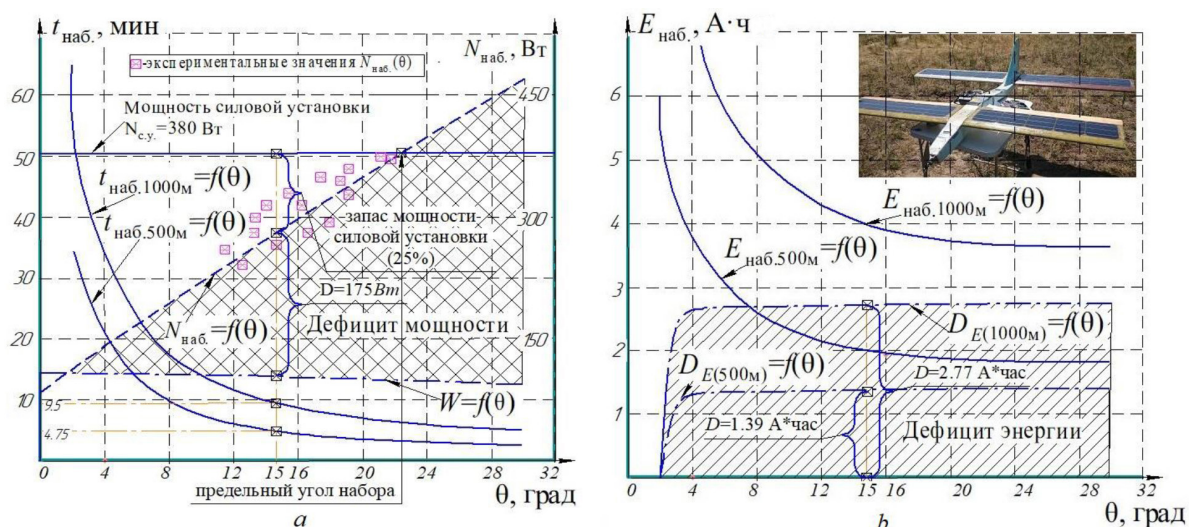 t наб., мин
N наб., Вт
-экспериментальные значения N наб.(θ)
60
450
Мощность силовой установки
N с.у.=380 Вт
50
t наб.1000м=f(θ)
40
t наб.500м=f(θ)
запас мощности
силовой установки
(25%)
300
30
D=175Вт
N наб.=f(θ)
Дефицит мощности
20
150
W=f(θ)
10
9.5
4.75
0
4
8
12
15
16
20
24
28
32
предельный угол набора
θ, град
a
E наб., А·ч
6
5
E наб.1000м=f(θ)
4
E наб.500м=f(θ)
3
D E(1000м)=f(θ)
2
D E(500м)=f(θ)
D=2.77 А*час
D=1.39 А*час
Дефицит энергии
1
0
4
8
12
15
16
20
24
28
32
θ, град
b